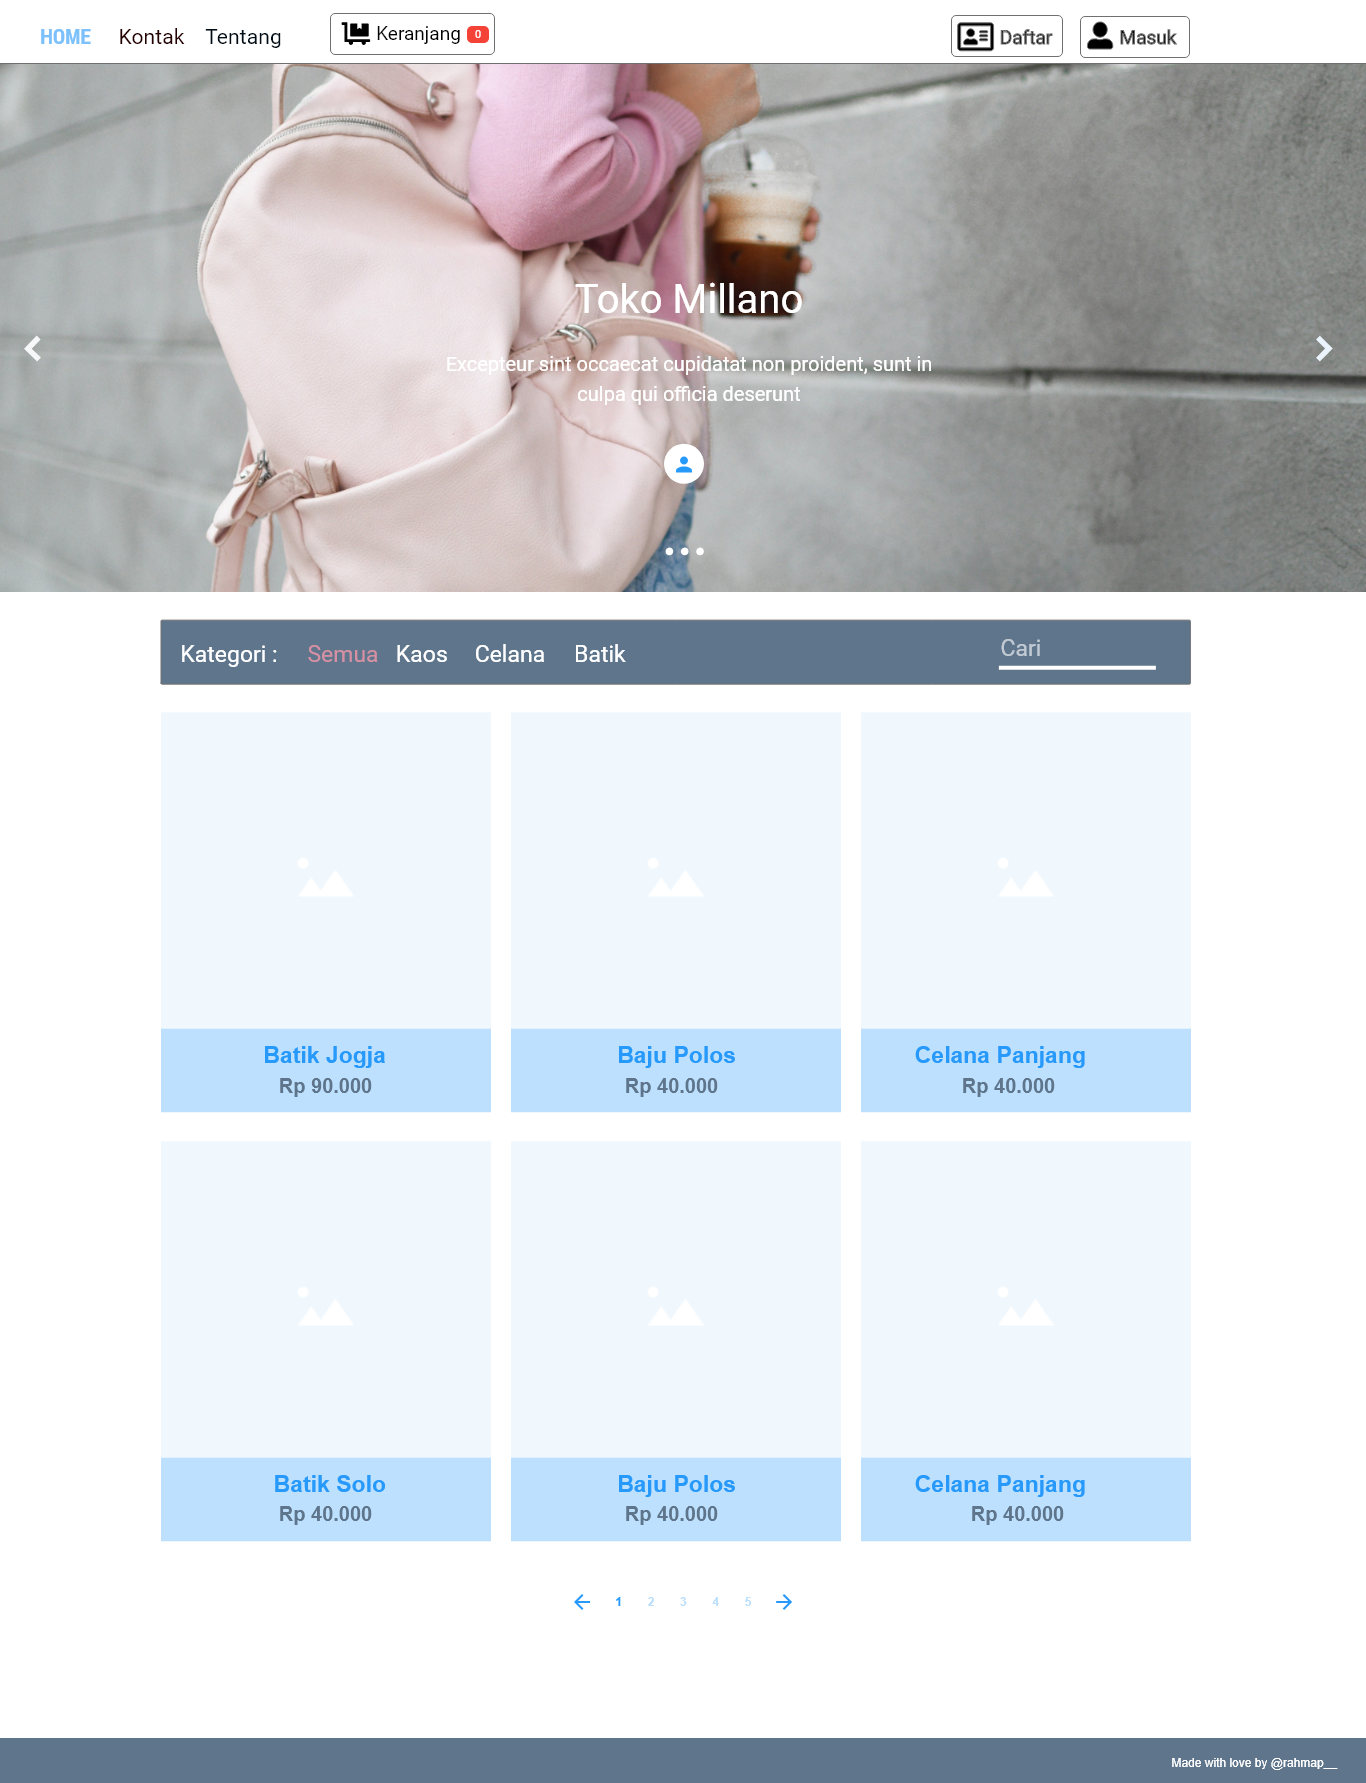 HOME Kontak Tentang Keranjang 0 Daftar Masuk
Toko Millano
Excepteur sint occaecat cupidatat non proident, sunt in
culpa qui officia deserunt
Kategori : Semua Kaos Celana Batik Cari
Batik Jogja
Rp 90.000
Baju Polos
Rp 40.000
Celana Panjang
Rp 40.000
Batik Solo
Rp 40.000
Baju Polos
Rp 40.000
Celana Panjang
Rp 40.000
1 2 3 4 5
Made with love by @rahmap__